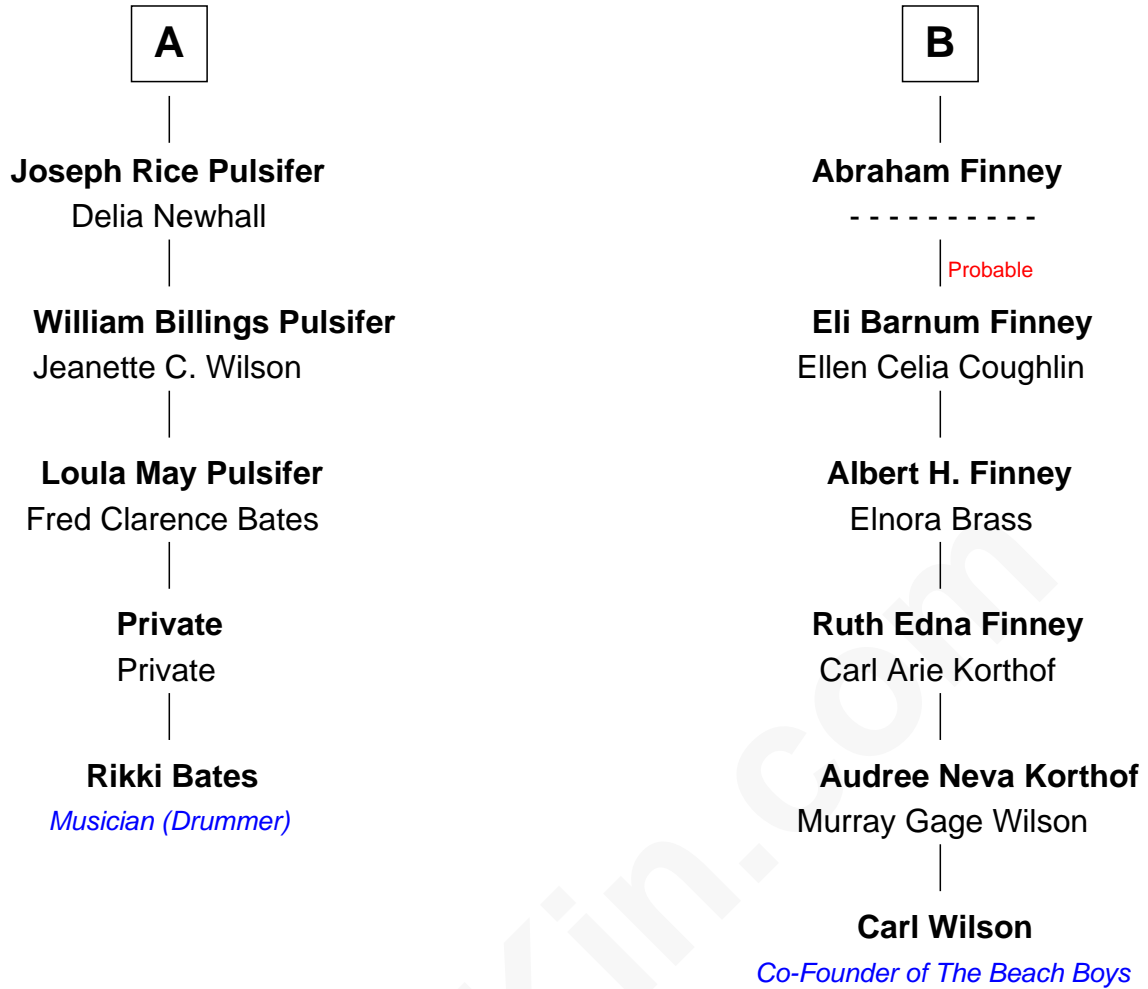 A
Joseph Rice Pulsifer
Delia Newhall
William Billings Pulsifer
Jeanette C. Wilson
Loula May Pulsifer
Fred Clarence Bates
Private
Private
Rikki Bates
Musician (Drummer)
B
Abraham Finney
- - - - - - - - - -
Probable
Eli Barnum Finney
Ellen Celia Coughlin
Albert H. Finney
Elnora Brass
Ruth Edna Finney
Carl Arie Korthof
Audree Neva Korthof
Murray Gage Wilson
Carl Wilson
Co-Founder of The Beach Boys
Kin.com